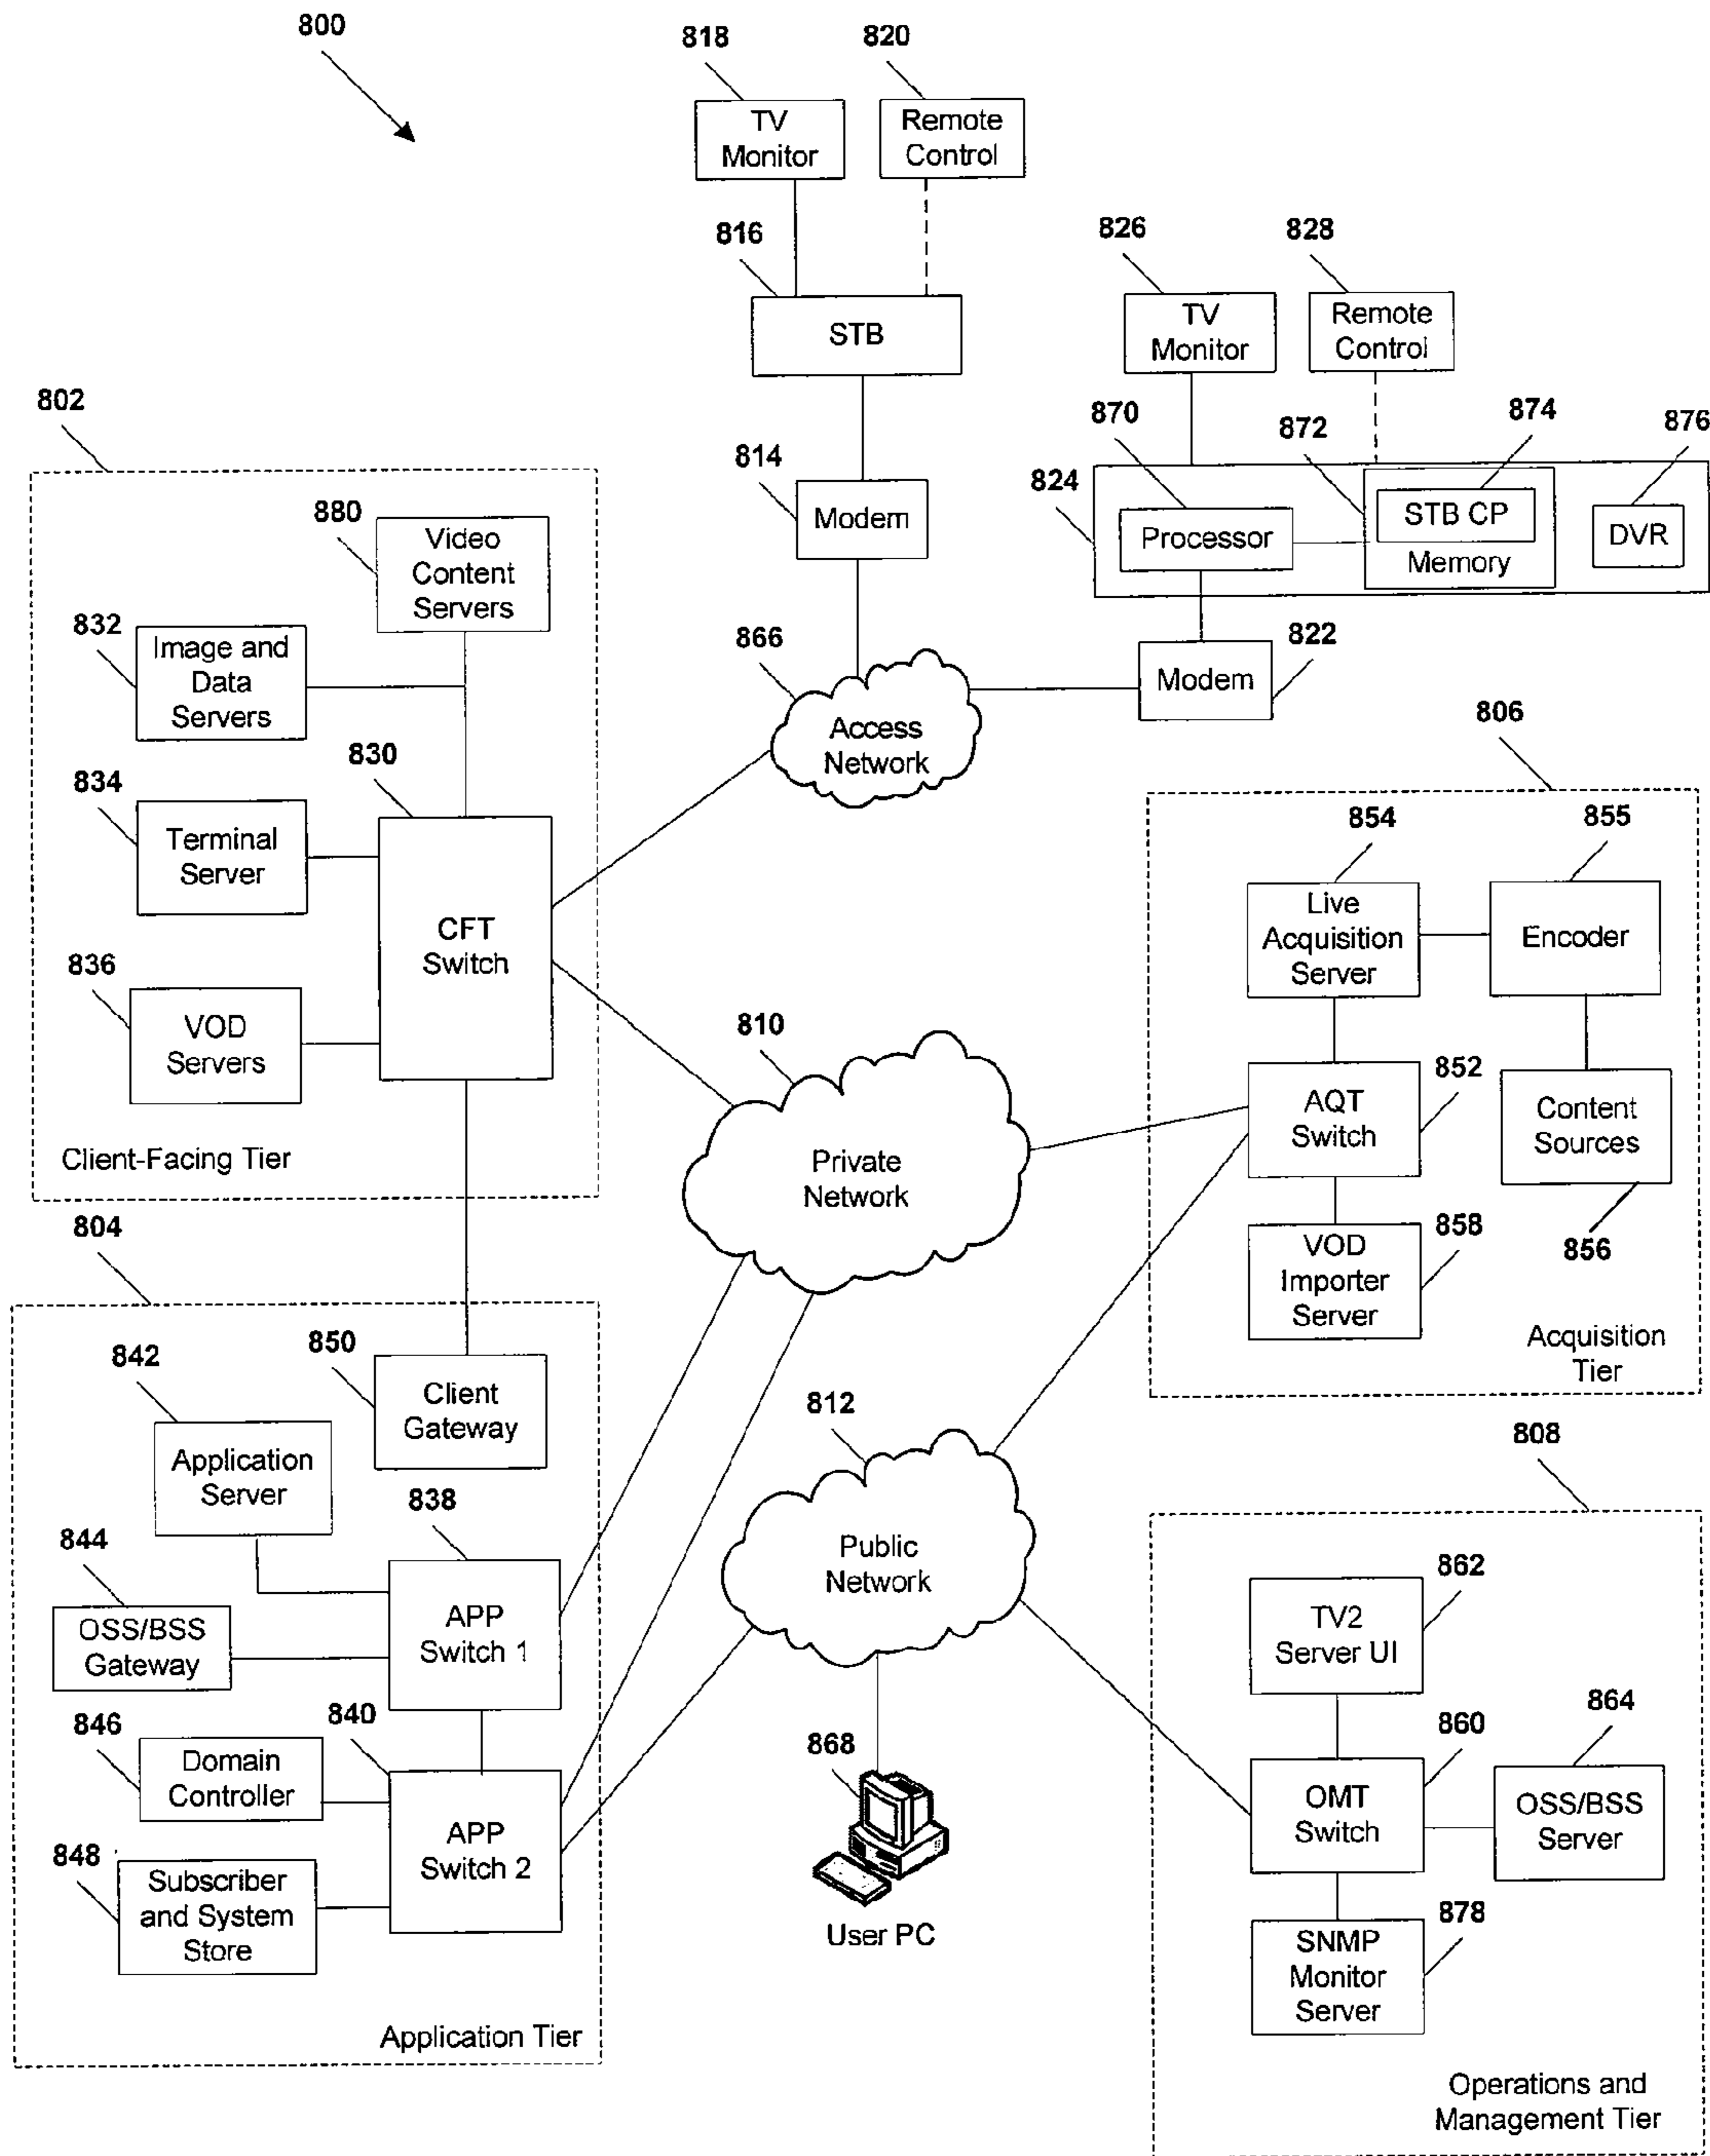 800
818
820
TV
Monitor
Remote
Control
816
STB
826
828
TV
Monitor
Remote
Control
802
870
872
874
876
814
Modem
824
Processor
STB CP
Memory
DVR
880
Video
Content
Servers
832
Image and
Data
Servers
866
Access
Network
Modem
822
806
830
834
Terminal
Server
CFT
Switch
836
VOD
Servers
Client-Facing Tier
854
855
Live
Acquisition
Server
Encoder
810
Private
Network
852
AQT
Switch
Content
Sources
856
858
VOD
Importer
Server
Acquisition
Tier
804
850
Client
Gateway
842
Application
Server
838
844
OSS/BSS
Gateway
APP
Switch 1
846
Domain
Controller
840
APP
Switch 2
848
Subscriber
and System
Store
Application Tier
812
Public
Network
868
User PC
808
862
TV2
Server UI
860
864
OMT
Switch
OSS/BSS
Server
878
SNMP
Monitor
Server
Operations and
Management Tier